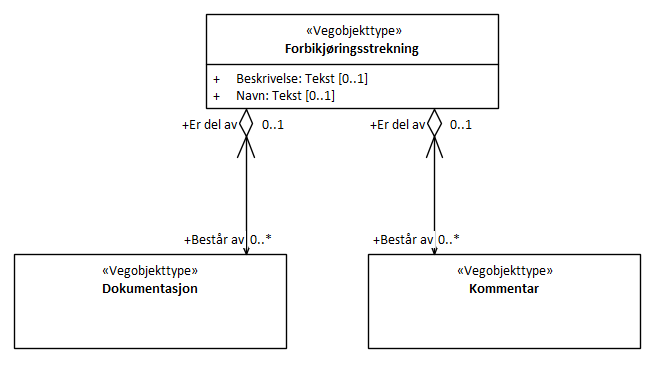 «Vegobjekttype»
Forbikjøringsstrekning
+ Beskrivelse: Tekst [0..1]
+ Navn: Tekst [0..1]
+Er del av 0..1
+Er del av 0..1
+Består av 0..*
+Består av 0..*
«Vegobjekttype»
Dokumentasjon
«Vegobjekttype»
Kommentar